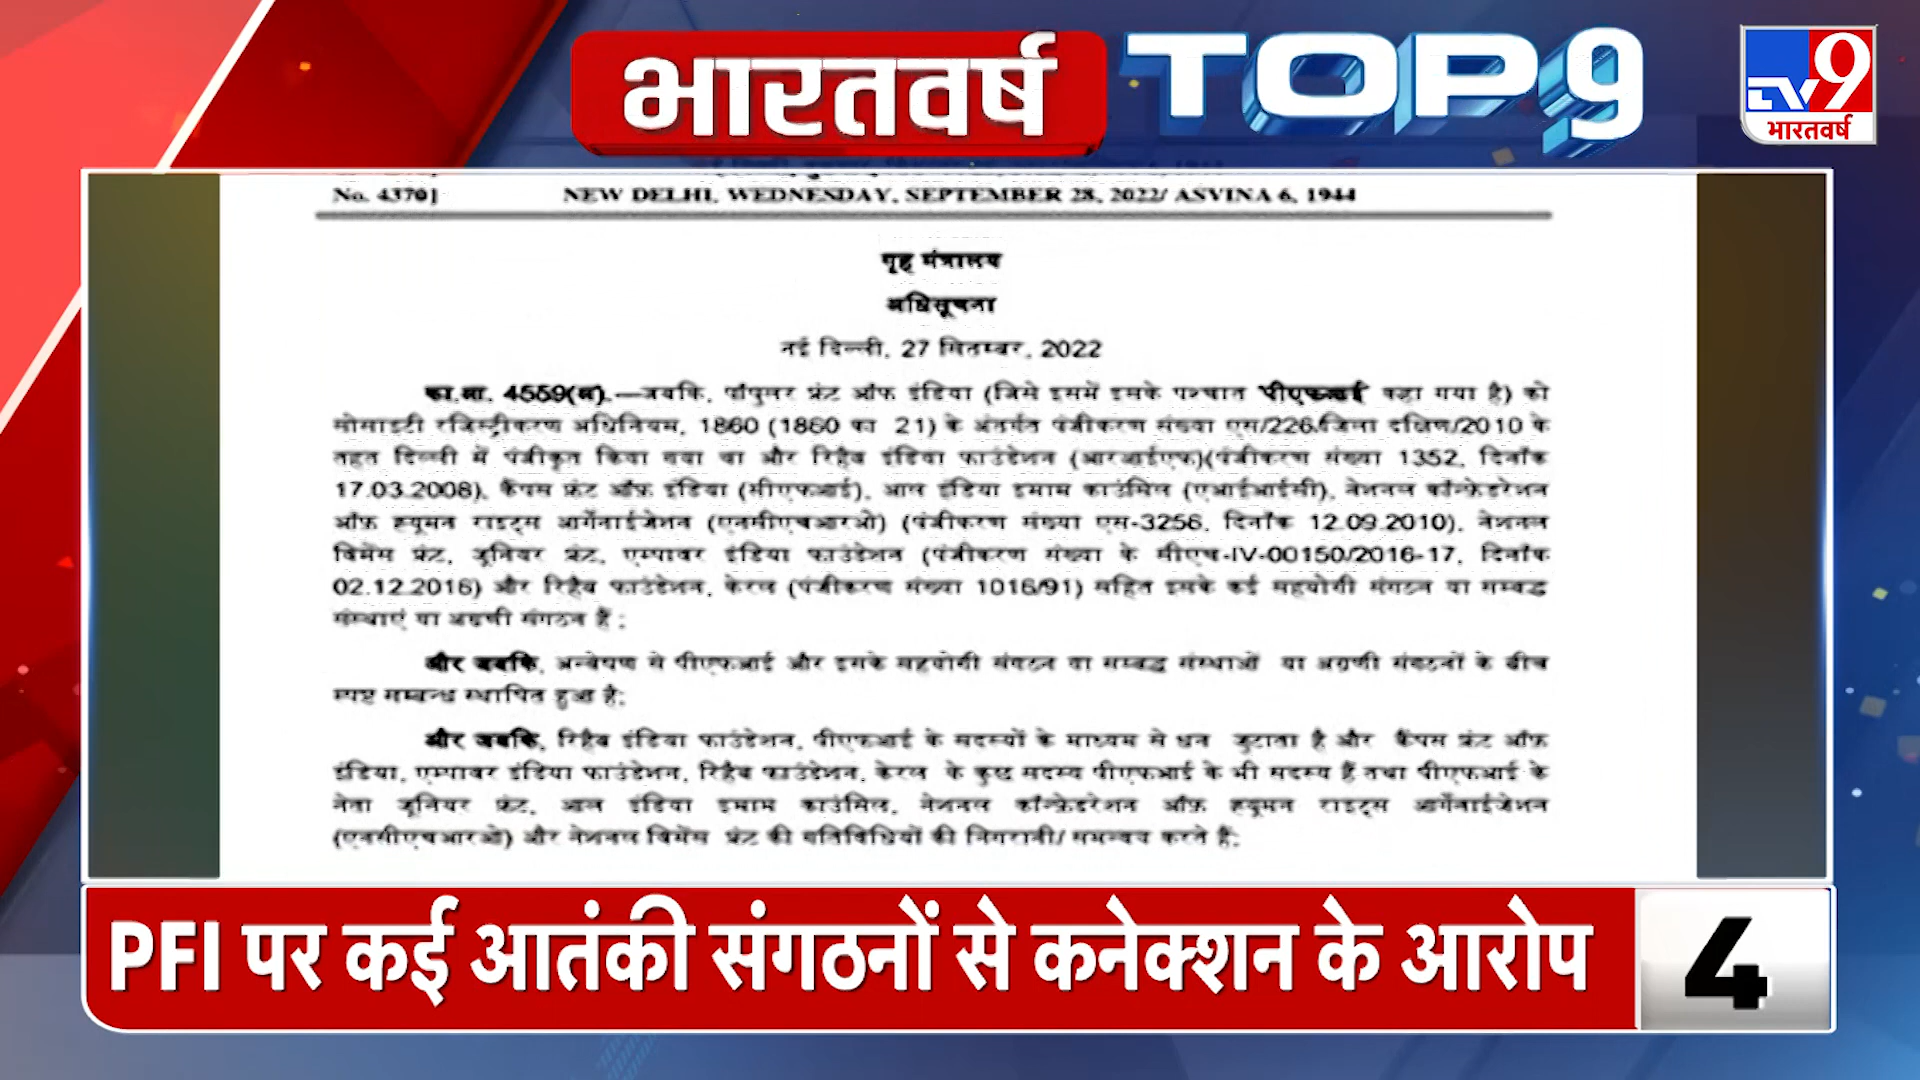 भारतवर्ष TOP 9
TV9
भारतवर्ष
No. 4370] NEW DELHI, WEDNESDAY, SEPTEMBER 28, 2022/ ASVINA 6, 1944
गृह मंत्रालय
अधिसूचना
नई दिल्ली, 27 सितम्बर, 2022
का.आ. 4559(अ).—जबकि, पॉपुलर फ्रंट ऑफ इंडिया (जिसे इसमें इसके पश्चात 'पीएफआई' कहा गया है) को
सोसाइटी रजिस्ट्रीकरण अधिनियम, 1860 (1860 का 21) के अंतर्गत पंजीकरण संख्या एस/226/जिला दक्षिण/2010 के
तहत दिल्ली में पंजीकृत किया गया था और रिहैब इंडिया फाउंडेशन (आरआईएफ)(पंजीकरण संख्या 1352, दिनाँक
17.03.2008), कैंपस फ्रंट ऑफ़ इंडिया (सीएफआई), आल इंडिया इमाम काउंसिल (एआईआईसी), नेशनल कॉन्फ़ेडरेशन
ऑफ़ ह्यूमन राइट्स आर्गेनाईजेशन (एनसीएचआरओ) (पंजीकरण संख्या एस-3256, दिनाँक 12.09.2010), नेशनल
विमेंस फ्रंट, जूनियर फ्रंट, एम्पावर इंडिया फाउंडेशन (पंजीकरण संख्या के सीएच-IV-00150/2016-17, दिनाँक
02.12.2016) और रिहैब फाउंडेशन, केरल (पंजीकरण संख्या 1016/91) सहित इसके कई सहयोगी संगठन या सम्बद्ध
संस्थाएं या अग्रणी संगठन हैं ;
और जबकि, अन्वेषण से पीएफआई और इसके सहयोगी संगठन या सम्बद्ध संस्थाओं या अग्रणी संगठनों के बीच
स्पष्ट सम्बन्ध स्थापित हुआ है;
और जबकि, रिहैब इंडिया फाउंडेशन, पीएफआई के सदस्यों के माध्यम से धन जुटाता है और कैंपस फ्रंट ऑफ़
इंडिया, एम्पावर इंडिया फाउंडेशन, रिहैब फाउंडेशन, केरल के कुछ सदस्य पीएफआई के भी सदस्य हैं तथा पीएफआई के
नेता जूनियर फ्रंट, आल इंडिया इमाम काउंसिल, नेशनल कॉन्फ़ेडरेशन ऑफ़ ह्यूमन राइट्स आर्गेनाईजेशन
(एनसीएचआरओ) और नेशनल विमेंस फ्रंट की गतिविधियों की निगरानी/ समन्वय करते हैं;
PFI पर कई आतंकी संगठनों से कनेक्शन के आरोप
4